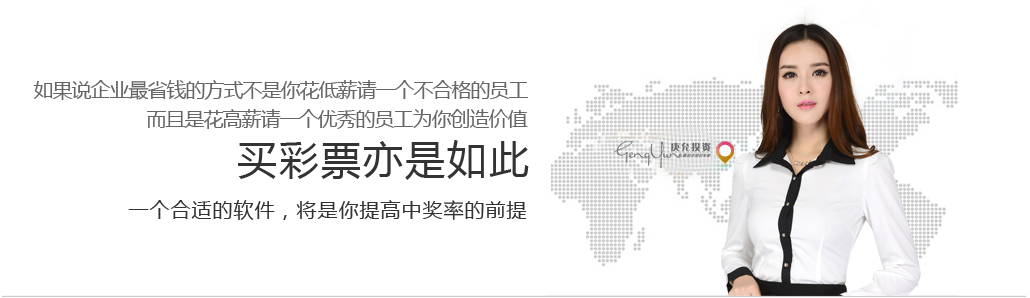 如果说企业最省钱的方式不是你花低薪请一个不合格的员工
而且是花高薪请一个优秀的员工为你创造价值
买彩票亦是如此
一个合适的软件，将是你提高中奖率的前提
GengYun
投资